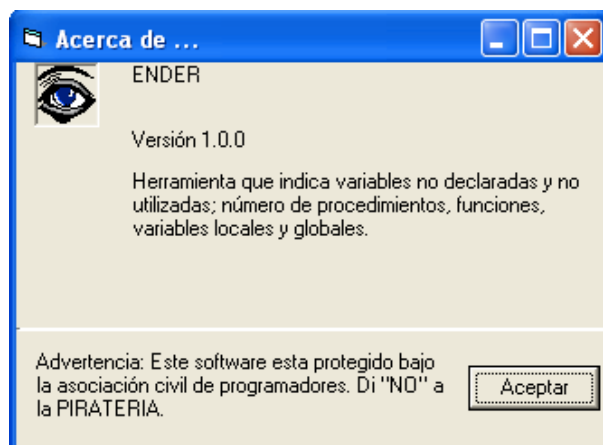 Acerca de ...
ENDER
Versión 1.0.0
Herramienta que indica variables no declaradas y no
utilizadas; número de procedimientos, funciones,
variables locales y globales.
Advertencia: Este software esta protegido bajo
la asociación civil de programadores. Di "NO" a
la PIRATERIA.
Aceptar